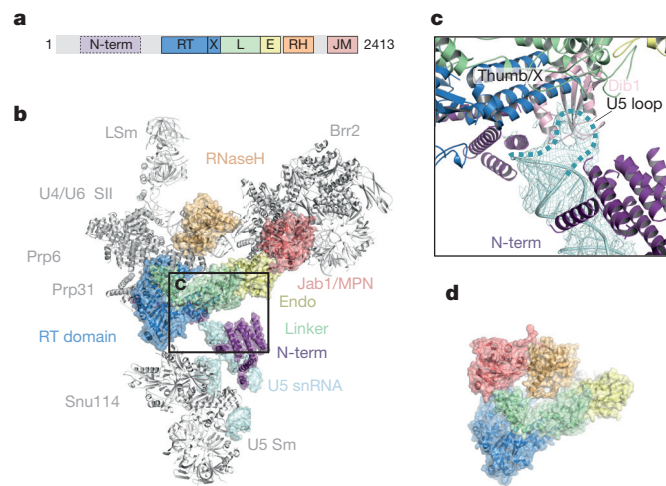 a
1 N-term RT X L E RH JM 2413
b
LSm
RNaseH
Brr2
U4/U6 SII
Prp6
Prp31
C
Jab1/MPN
Endo
RT domain
Linker
N-term
Snu114
U5 snRNA
U5 Sm
c
Thumb/X
Dib1
U5 loop
N-term
d